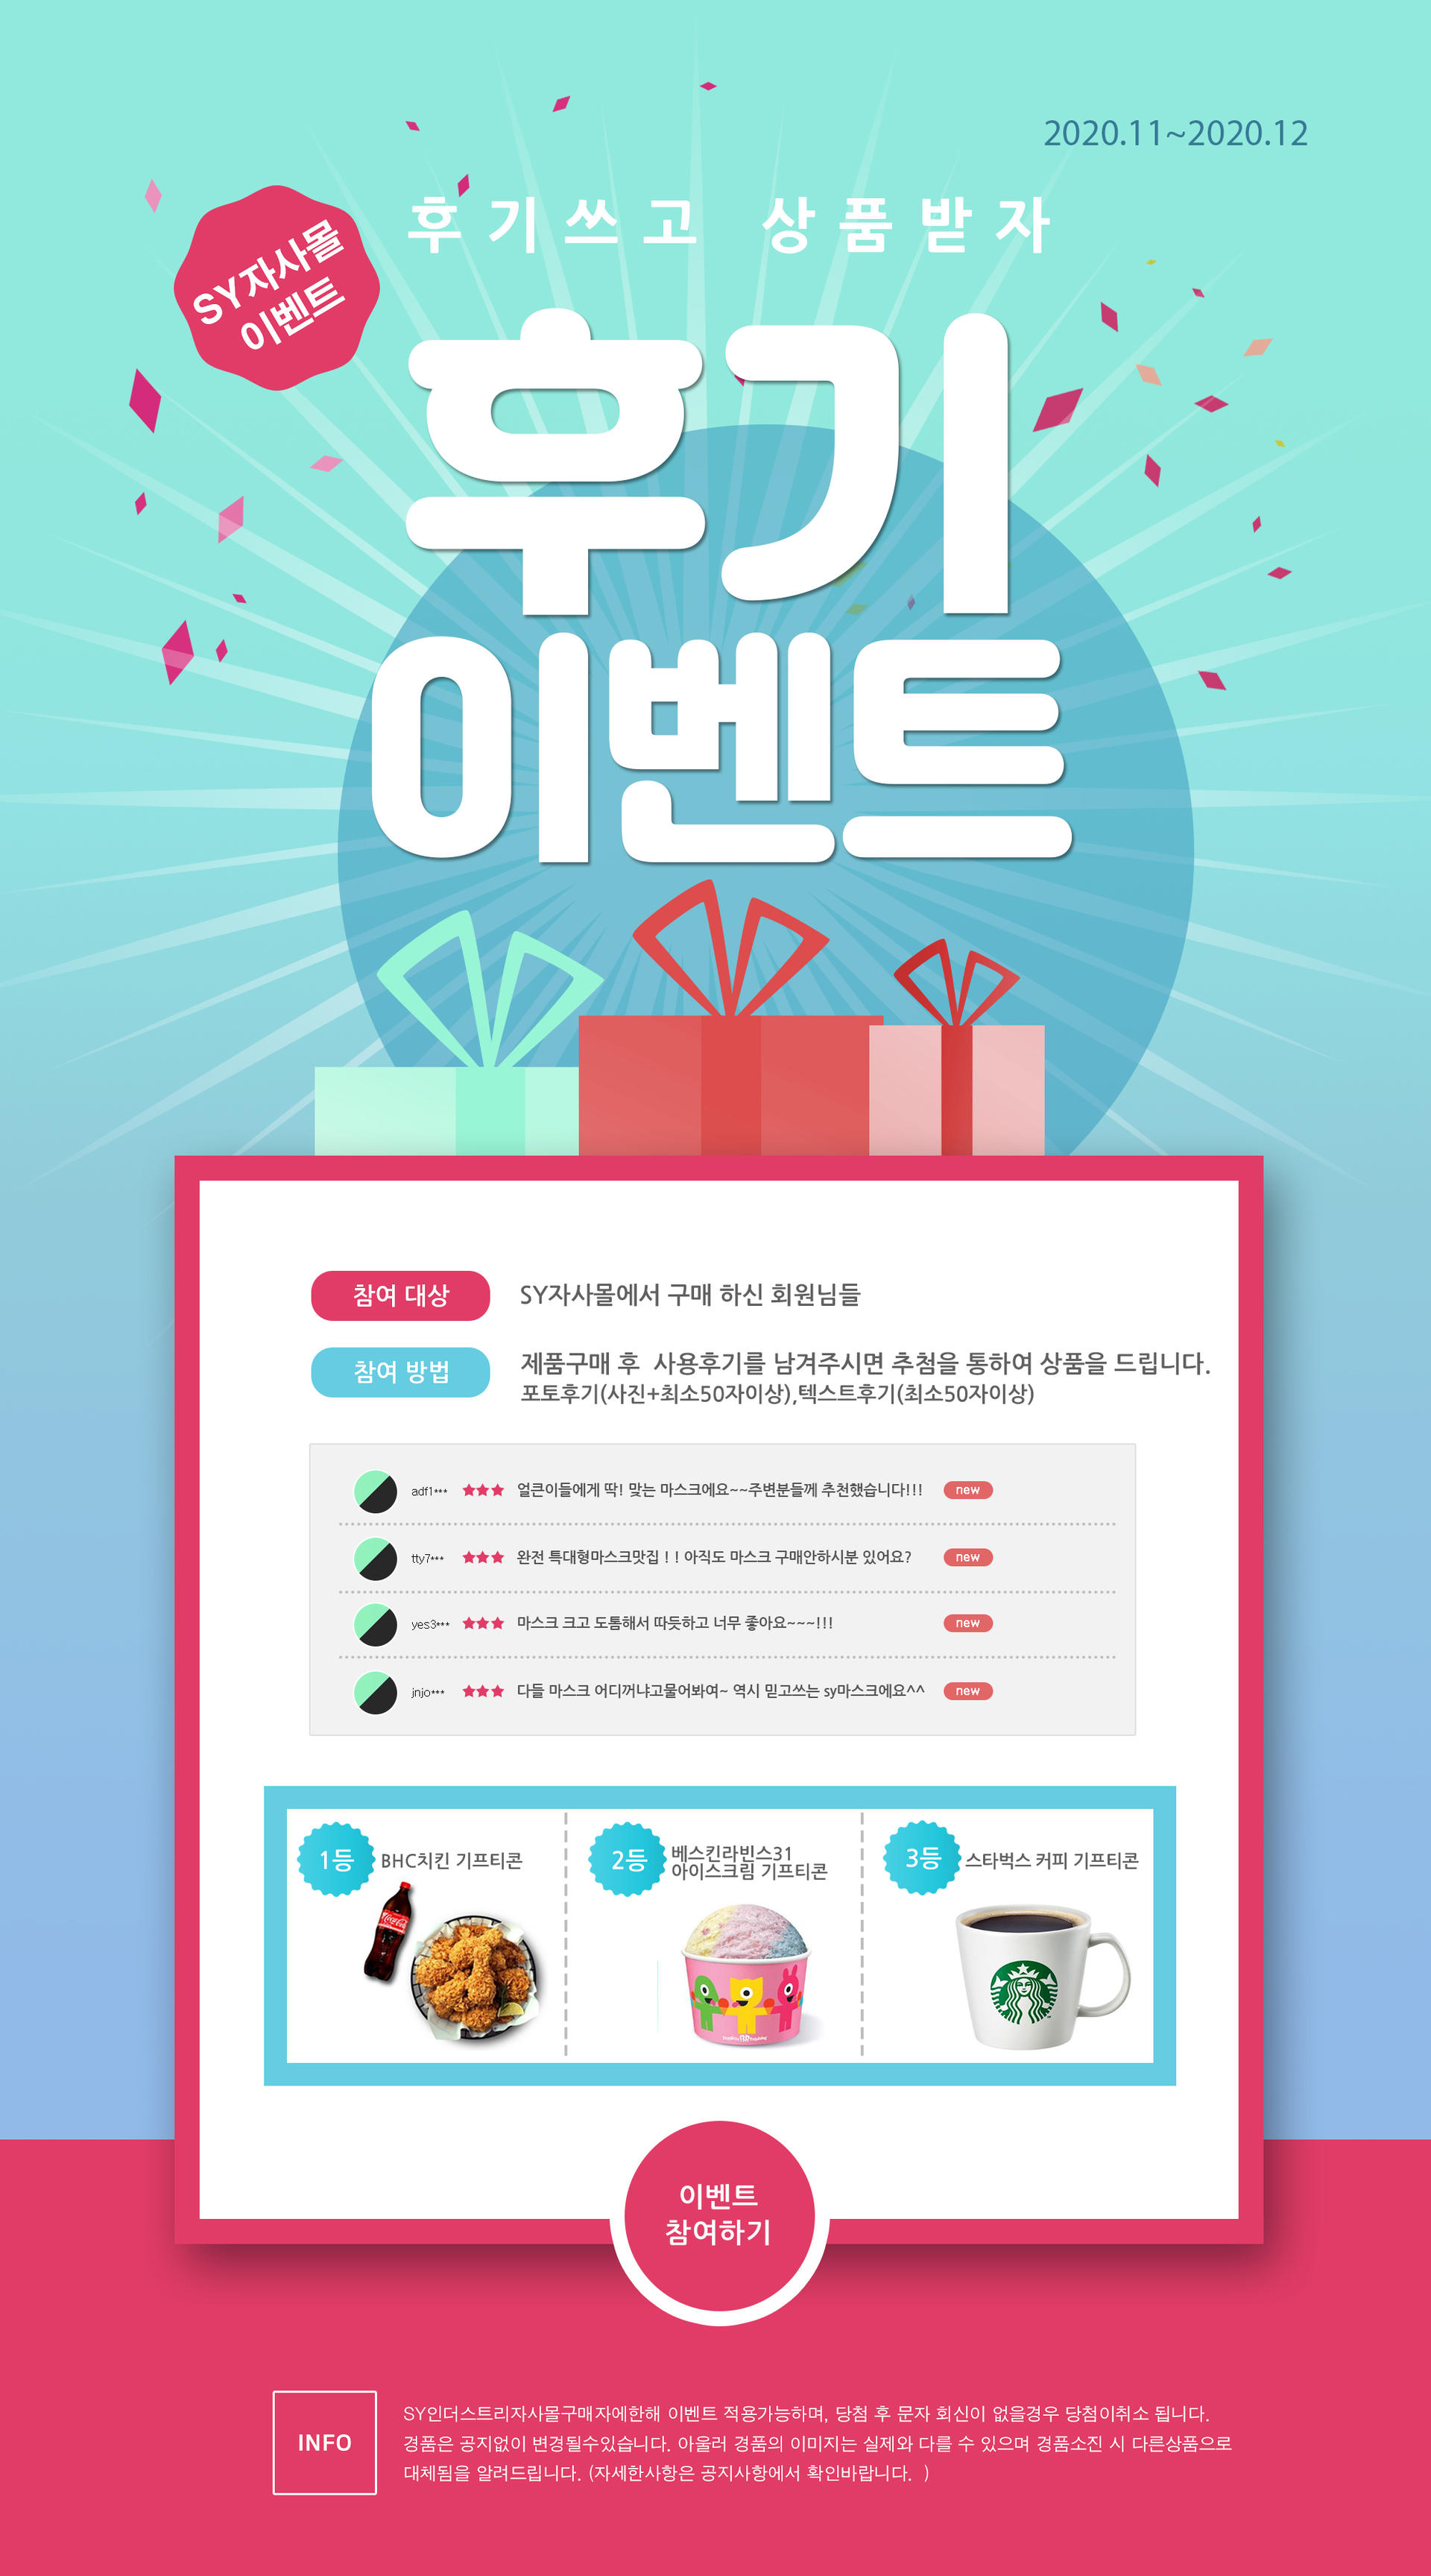 2020.11~2020.12
후기쓰고 상품받자
SY자사몰
이벤트
후기
이벤트
참여 대상
SY자사몰에서 구매 하신 회원님들
참여 방법
제품구매 후 사용후기를 남겨주시면 추첨을 통하여 상품을 드립니다.
포토후기(사진+최소50자이상),텍스트후기(최소50자이상)
adf1*** ★★★ 얼큰이들에게 딱! 맞는 마스크에요~~주변분들께 추천했습니다!!! new
tty7*** ★★★ 완전 특대형마스크맛집 ! ! 아직도 마스크 구매안하시분 있어요? new
yes3*** ★★★ 마스크 크고 도톰해서 따듯하고 너무 좋아요~~~!!! new
jnjo*** ★★★ 다들 마스크 어디꺼냐고물어봐여~ 역시 믿고쓰는 sy마스크에요^^ new
1등
BHC치킨 기프티콘
Coca-Cola
2등
베스킨라빈스31
아이스크림 기프티콘
3등
스타벅스 커피 기프티콘
이벤트
참여하기
INFO
SY인더스트리자사몰구매자에한해 이벤트 적용가능하며, 당첨 후 문자 회신이 없을경우 당첨이취소 됩니다.
경품은 공지없이 변경될수있습니다. 아울러 경품의 이미지는 실제와 다를 수 있으며 경품소진 시 다른상품으로
대체됨을 알려드립니다. (자세한사항은 공지사항에서 확인바랍니다. )